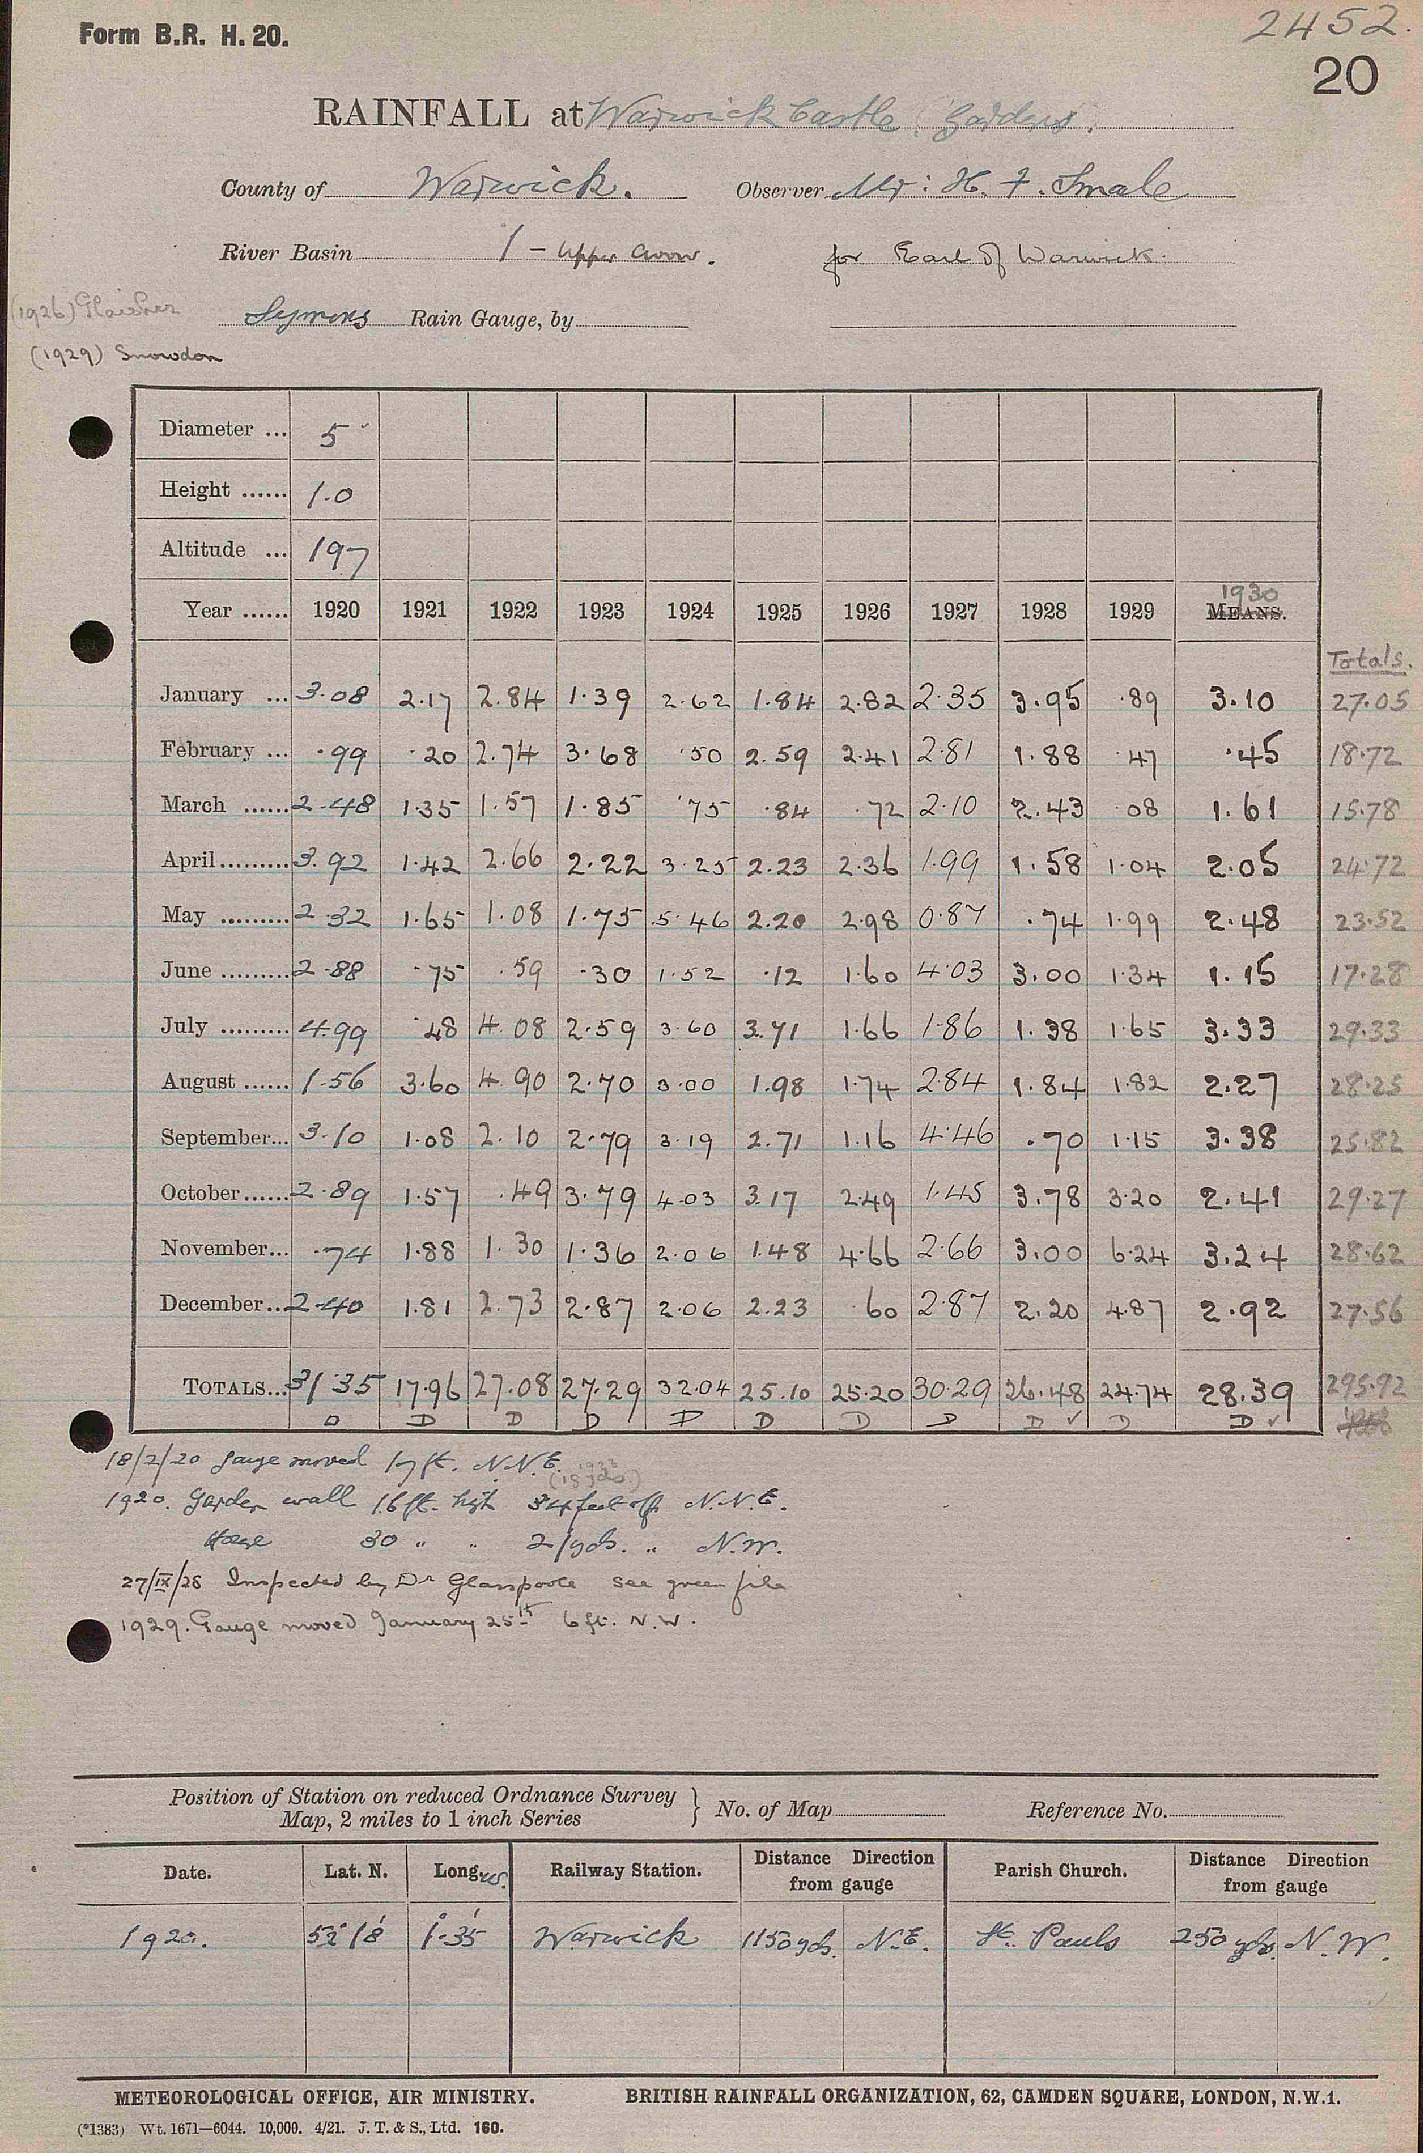 Form B.R. H. 20.
2452.
20
RAINFALL at Warwick Castle (Gardens).
County of Warwick. Observer Mr: H. F. Smale
River Basin 1 - Upper Avon. for Earl of Warwick.
(1926) Glaisher
Symons Rain Gauge, by
(1929) Snowdon
Diameter ... 5
Height ...... 1.0
Altitude ... 197
1930
Year ...... 1920 1921 1922 1923 1924 1925 1926 1927 1928 1929 MEANS.
Totals.
January ... 3.08 2.17 2.84 1.39 2.62 1.84 2.82 2.35 3.95 .89 3.10 27.05
February ... .99 .20 2.74 3.68 .50 2.59 2.41 2.81 1.88 .47 .45 18.72
March ...... 2.48 1.35 1.57 1.85 .75 .84 .72 2.10 2.43 08 1.61 15.78
April ......... 3.92 1.42 2.66 2.22 3.25 2.23 2.36 1.99 1.58 1.04 2.05 24.72
May ......... 2 32 1.65 1.08 1.75 5.46 2.20 2.98 0.87 .74 1.99 2.48 23.52
June ......... 2.88 .75 .59 .30 1.52 .12 1.60 4.03 3.00 1.34 1.15 17.28
July ......... 4.99 .48 4.08 2.59 3.60 3.71 1.66 1.86 1.38 1.65 3.33 29.33
August ...... 1.56 3.60 4.90 2.70 3.00 1.98 1.74 2.84 1.84 1.82 2.27 28.25
September... 3.10 1.08 2.10 2.79 3.19 2.71 1.16 4.46 .70 1.15 3.38 25.82
October ...... 2.89 1.57 .49 3.79 4.03 3.17 2.49 1.45 3.78 3.20 2.41 29.27
November... .74 1.88 1.30 1.36 2.06 1.48 4.66 2.66 3.00 6.24 3.24 28.62
December... 2.40 1.81 2.73 2.87 2.06 2.23 .60 2.87 2.20 4.87 2.92 27.56
TOTALS... 31.35 17.96 27.08 27.29 32.04 25.10 25.20 30.29 26.48 24.74 28.39 295.92
D D D D D D D D D ✓ D D ✓
18/2/20 Gauge moved 17 ft. N.N.E.
1920. Garden wall 16 ft. high 34 feet off N.N.E.
House 30 " " 21 yds. " N.W.
27/IX/28 Inspected by Dr Glasspoole see green file
1929. Gauge moved January 25th 6 ft. N.W.
Position of Station on reduced Ordnance Survey
Map, 2 miles to 1 inch Series } No. of Map Reference No.
Date. Lat. N. Long. W. Railway Station. Distance Direction from gauge Parish Church. Distance Direction from gauge
1920. 52° 18' 1° 35' Warwick 1150 yds. N.E. St. Pauls 250 yds. N.W.
METEOROLOGICAL OFFICE, AIR MINISTRY. BRITISH RAINFALL ORGANIZATION, 62, CAMDEN SQUARE, LONDON, N.W.1.
(*1383) Wt. 1671—6044. 10,000. 4/21. J. T. & S., Ltd. 160.